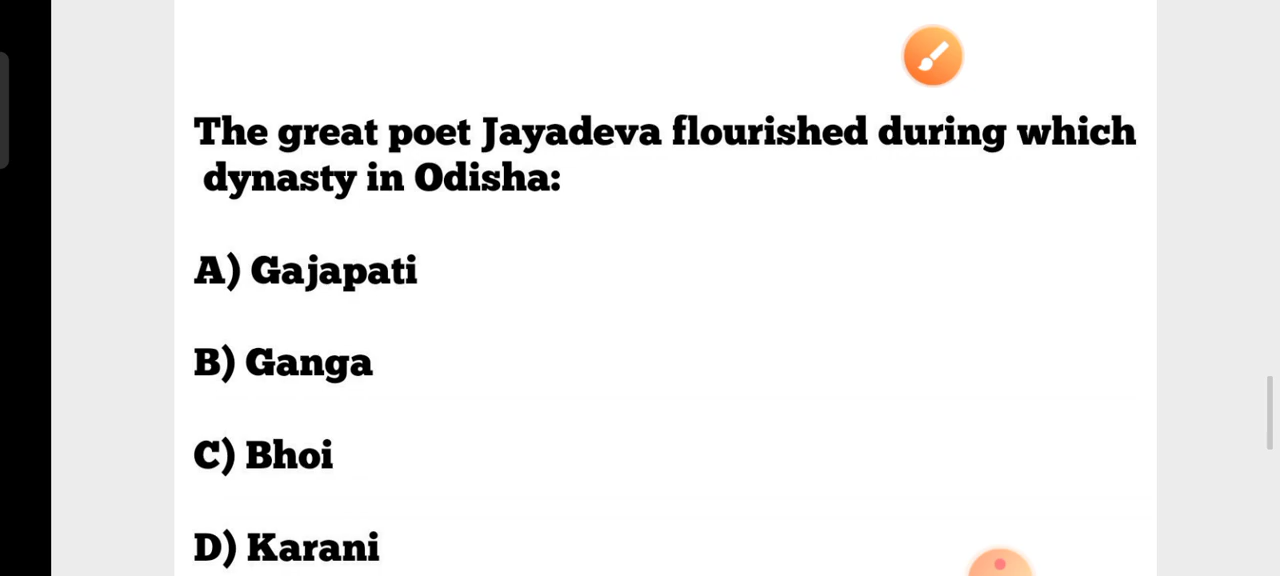 The great poet Jayadeva flourished during which
dynasty in Odisha:
A) Gajapati
B) Ganga
C) Bhoi
D) Karani